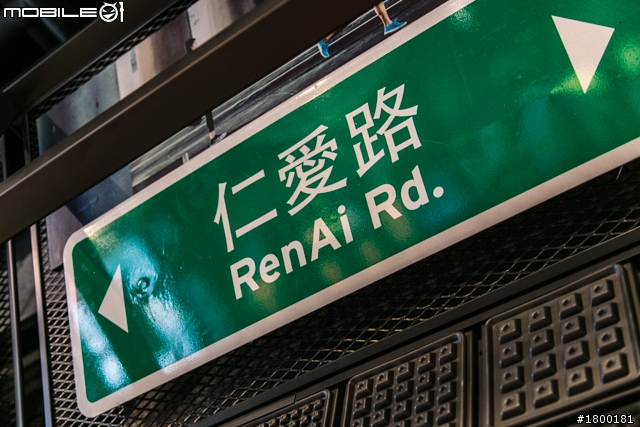 MOBILE01
仁愛路
RenAi Rd.
#1800181